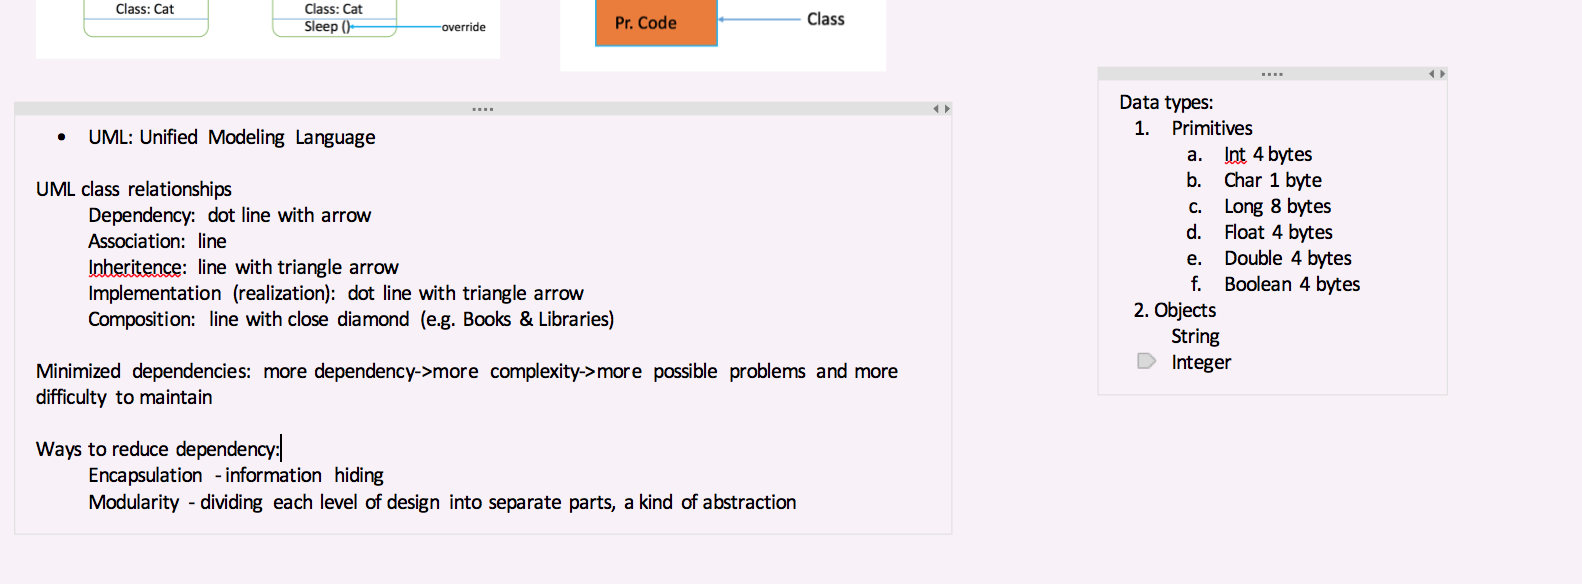 Class: Cat
Class: Cat
Sleep ()
override
Pr. Code
Class
• UML: Unified Modeling Language
UML class relationships
Dependency: dot line with arrow
Association: line
Inheritence: line with triangle arrow
Implementation (realization): dot line with triangle arrow
Composition: line with close diamond (e.g. Books & Libraries)
Minimized dependencies: more dependency->more complexity->more possible problems and more
difficulty to maintain
Ways to reduce dependency:
Encapsulation - information hiding
Modularity - dividing each level of design into separate parts, a kind of abstraction
Data types:
1. Primitives
a. Int 4 bytes
b. Char 1 byte
c. Long 8 bytes
d. Float 4 bytes
e. Double 4 bytes
f. Boolean 4 bytes
2. Objects
String
Integer